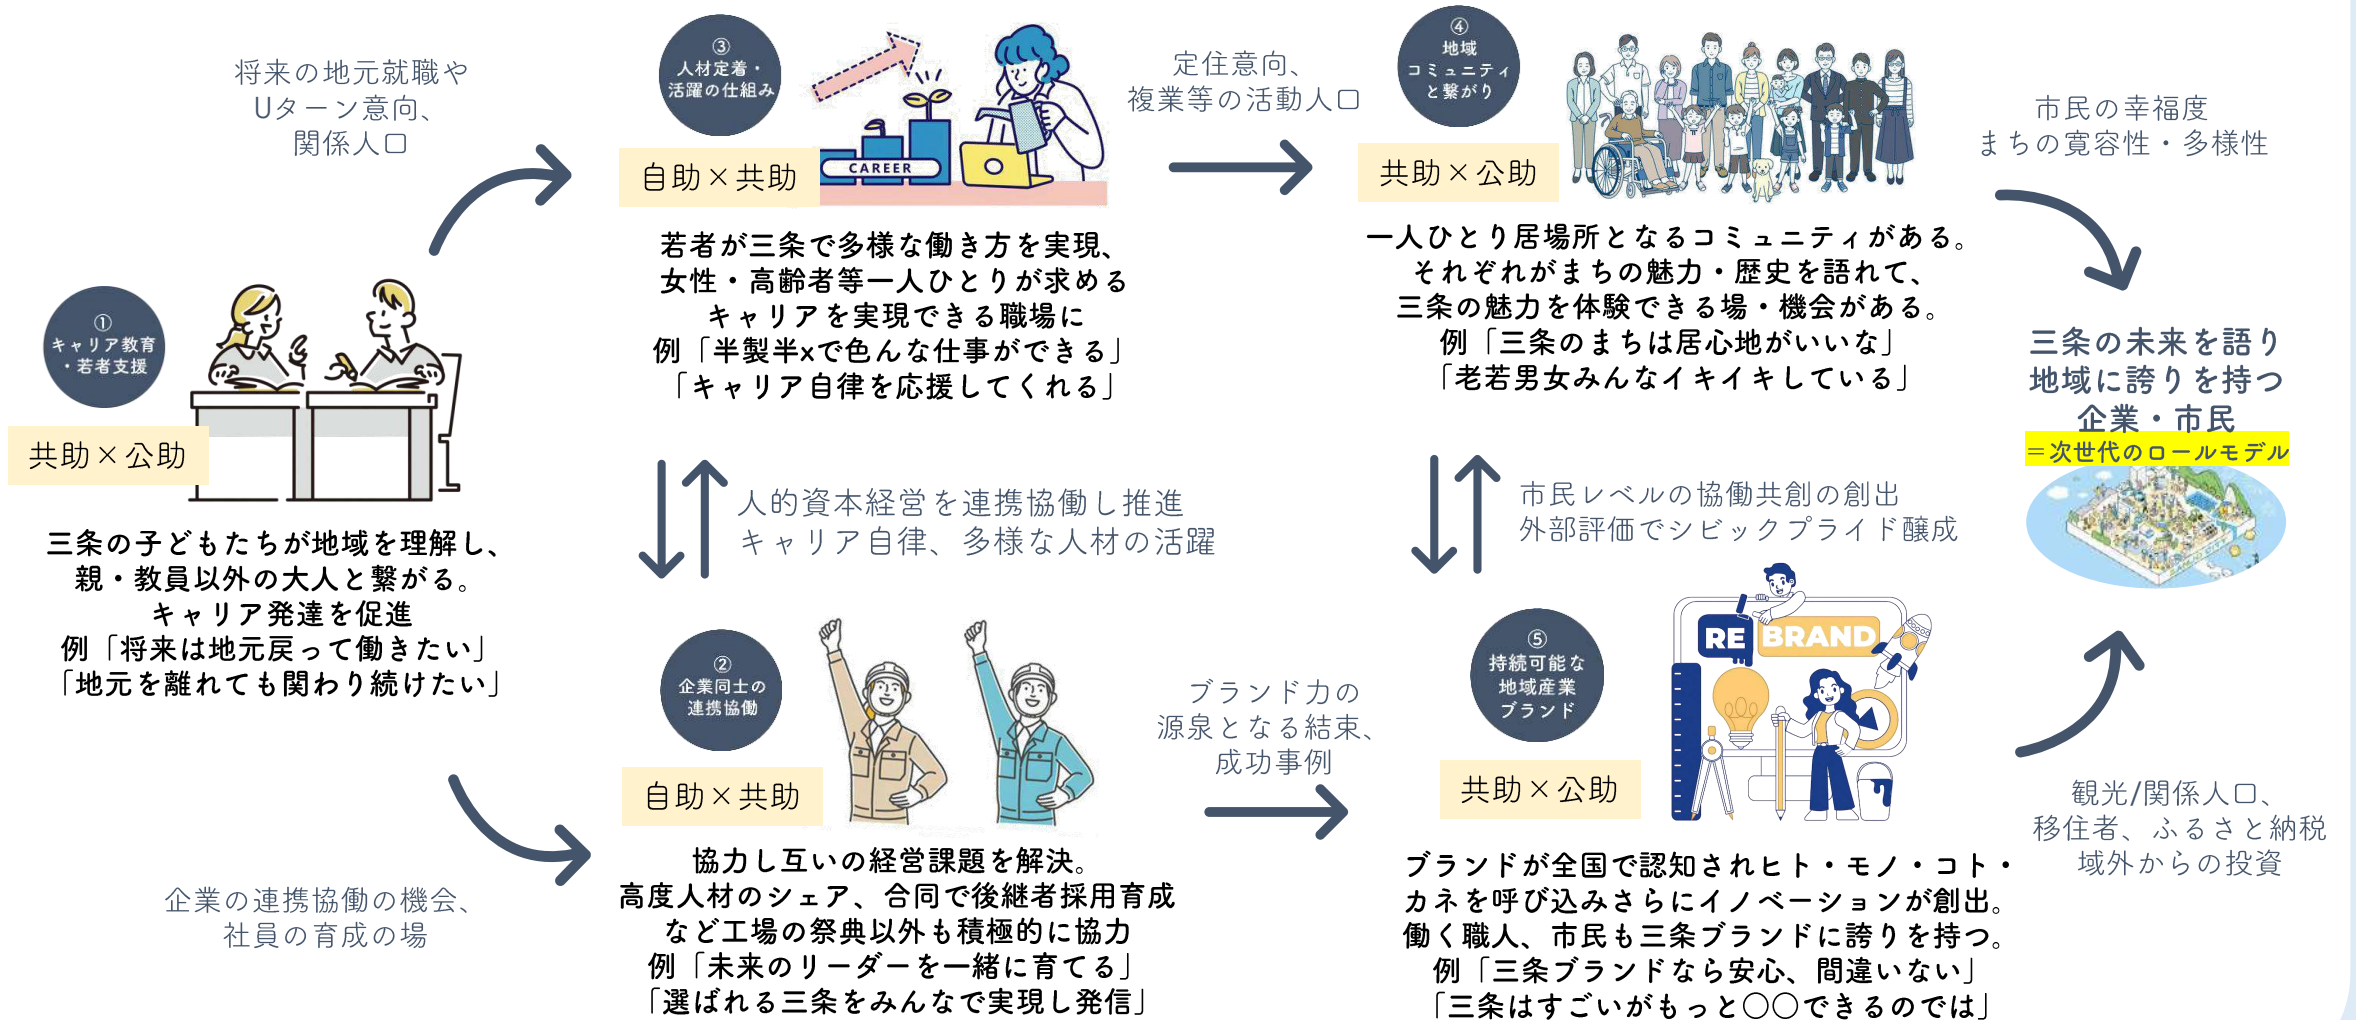 将来の地元就職や
Uターン意向、
関係人口
①
キャリア教育
・若者支援
共助×公助
三条の子どもたちが地域を理解し、
親・教員以外の大人と繋がる。
キャリア発達を促進
例「将来は地元戻って働きたい」
「地元を離れても関わり続けたい」
企業の連携協働の機会、
社員の育成の場
③
人材定着・
活躍の仕組み
CAREER
自助×共助
若者が三条で多様な働き方を実現、
女性・高齢者等一人ひとりが求める
キャリアを実現できる職場に
例「半製半xで色んな仕事ができる」
「キャリア自律を応援してくれる」
人的資本経営を連携協働し推進
キャリア自律、多様な人材の活躍
②
企業同士の
連携協働
自助×共助
協力し互いの経営課題を解決。
高度人材のシェア、合同で後継者採用育成
など工場の祭典以外も積極的に協力
例「未来のリーダーを一緒に育てる」
「選ばれる三条をみんなで実現し発信」
定住意向、
複業等の活動人口
④
地域
コミュニティ
と繋がり
共助×公助
一人ひとり居場所となるコミュニティがある。
それぞれがまちの魅力・歴史を語れて、
三条の魅力を体験できる場・機会がある。
例「三条のまちは居心地がいいな」
「老若男女みんなイキイキしている」
市民レベルの協働共創の創出
外部評価でシビックプライド醸成
ブランド力の
源泉となる結束、
成功事例
⑤
持続可能な
地域産業
ブランド
RE BRAND
共助×公助
ブランドが全国で認知されヒト・モノ・コト・
カネを呼び込みさらにイノベーションが創出。
働く職人、市民も三条ブランドに誇りを持つ。
例「三条ブランドなら安心、間違いない」
「三条はすごいがもっと○○できるのでは」
市民の幸福度
まちの寛容性・多様性
三条の未来を語り
地域に誇りを持つ
企業・市民
＝次世代のロールモデル
観光/関係人口、
移住者、ふるさと納税
域外からの投資